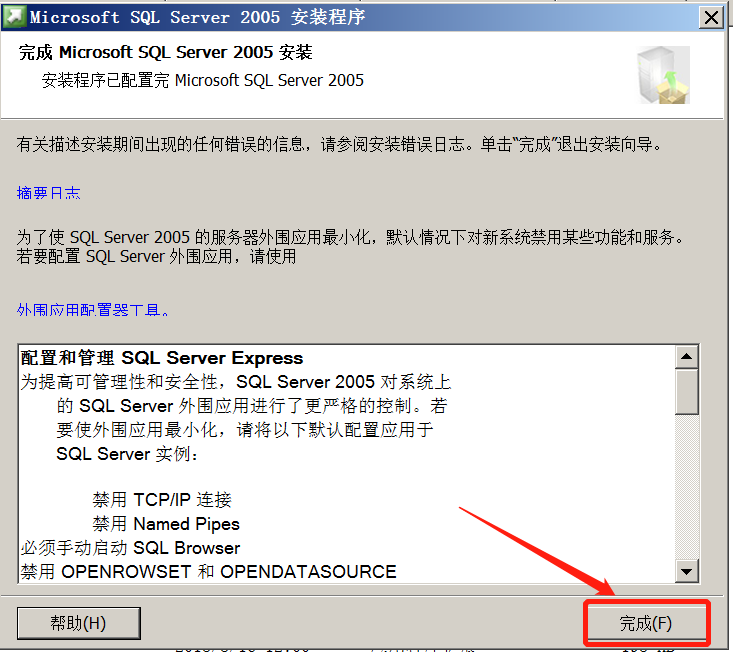 Microsoft SQL Server 2005 安装程序
完成 Microsoft SQL Server 2005 安装
安装程序已配置完 Microsoft SQL Server 2005
有关描述安装期间出现的任何错误的信息，请参阅安装错误日志。单击“完成”退出安装向导。
摘要日志
为了使 SQL Server 2005 的服务器外围应用最小化，默认情况下对新系统禁用某些功能和服务。
若要配置 SQL Server 外围应用，请使用
外围应用配置器工具。
配置和管理 SQL Server Express
为提高可管理性和安全性，SQL Server 2005 对系统上
的 SQL Server 外围应用进行了更严格的控制。若
要使外围应用最小化，请将以下默认配置应用于
SQL Server 实例：
禁用 TCP/IP 连接
禁用 Named Pipes
必须手动启动 SQL Browser
禁用 OPENROWSET 和 OPENDATASOURCE
帮助(H)
完成(F)